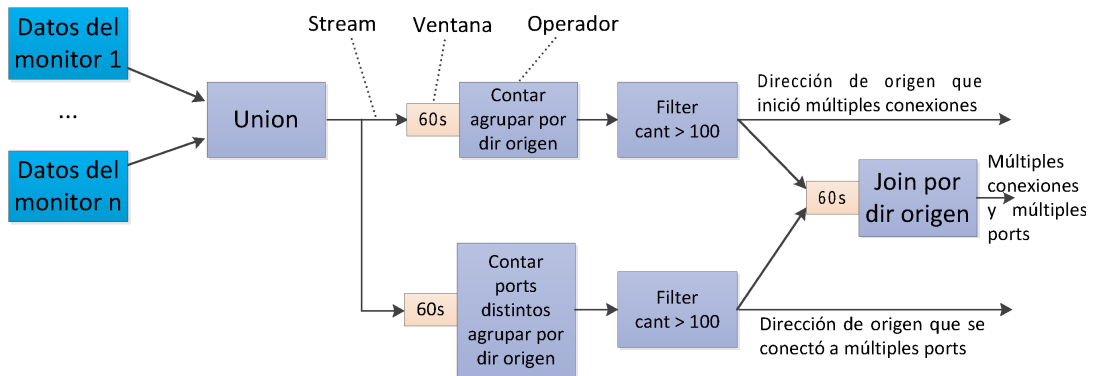 Datos del
monitor 1
...
Datos del
monitor n
Union
Stream
Ventana
Operador
60s
Contar
agrupar por
dir origen
Filter
cant > 100
Dirección de origen que
inició múltiples conexiones
60s
Join por
dir origen
Múltiples
conexiones
y múltiples
ports
60s
Contar
ports
distintos
agrupar por
dir origen
Filter
cant > 100
Dirección de origen que se
conectó a múltiples ports